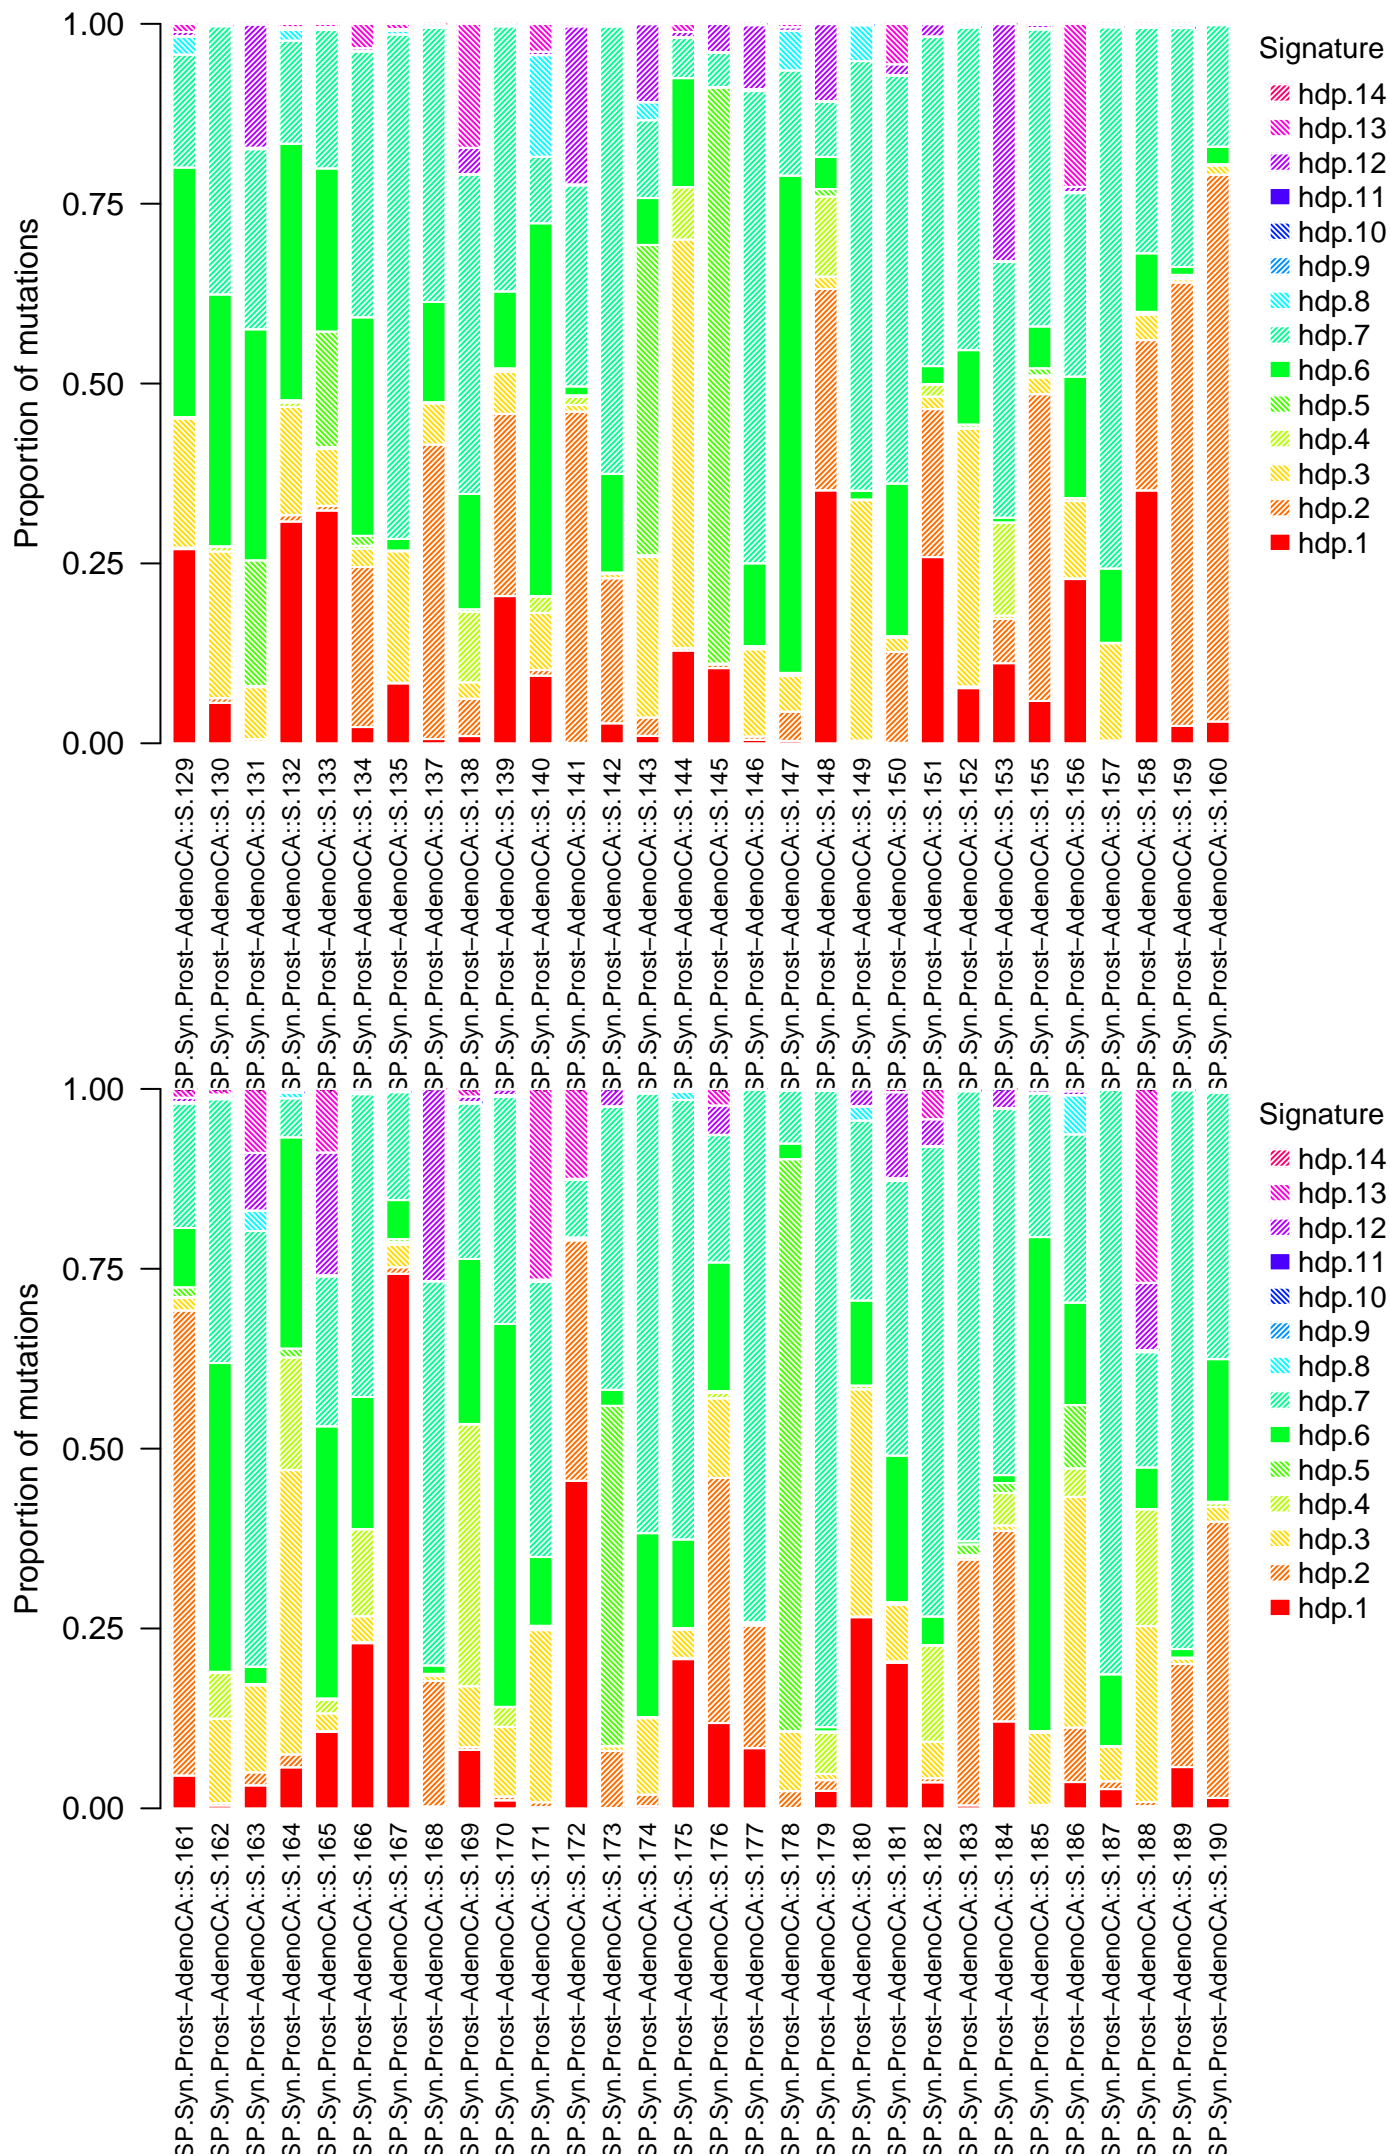 Proportion of mutations
1.00
0.75
0.50
0.25
0.00
SP.Syn.Prost−AdenoCA::S.129
SP.Syn.Prost−AdenoCA::S.130
SP.Syn.Prost−AdenoCA::S.131
SP.Syn.Prost−AdenoCA::S.132
SP.Syn.Prost−AdenoCA::S.133
SP.Syn.Prost−AdenoCA::S.134
SP.Syn.Prost−AdenoCA::S.135
SP.Syn.Prost−AdenoCA::S.137
SP.Syn.Prost−AdenoCA::S.138
SP.Syn.Prost−AdenoCA::S.139
SP.Syn.Prost−AdenoCA::S.140
SP.Syn.Prost−AdenoCA::S.141
SP.Syn.Prost−AdenoCA::S.142
SP.Syn.Prost−AdenoCA::S.143
SP.Syn.Prost−AdenoCA::S.144
SP.Syn.Prost−AdenoCA::S.145
SP.Syn.Prost−AdenoCA::S.146
SP.Syn.Prost−AdenoCA::S.147
SP.Syn.Prost−AdenoCA::S.148
SP.Syn.Prost−AdenoCA::S.149
SP.Syn.Prost−AdenoCA::S.150
SP.Syn.Prost−AdenoCA::S.151
SP.Syn.Prost−AdenoCA::S.152
SP.Syn.Prost−AdenoCA::S.153
SP.Syn.Prost−AdenoCA::S.155
SP.Syn.Prost−AdenoCA::S.156
SP.Syn.Prost−AdenoCA::S.157
SP.Syn.Prost−AdenoCA::S.158
SP.Syn.Prost−AdenoCA::S.159
SP.Syn.Prost−AdenoCA::S.160
Signature
hdp.14
hdp.13
hdp.12
hdp.11
hdp.10
hdp.9
hdp.8
hdp.7
hdp.6
hdp.5
hdp.4
hdp.3
hdp.2
hdp.1
Proportion of mutations
1.00
0.75
0.50
0.25
0.00
SP.Syn.Prost−AdenoCA::S.161
SP.Syn.Prost−AdenoCA::S.162
SP.Syn.Prost−AdenoCA::S.163
SP.Syn.Prost−AdenoCA::S.164
SP.Syn.Prost−AdenoCA::S.165
SP.Syn.Prost−AdenoCA::S.166
SP.Syn.Prost−AdenoCA::S.167
SP.Syn.Prost−AdenoCA::S.168
SP.Syn.Prost−AdenoCA::S.169
SP.Syn.Prost−AdenoCA::S.170
SP.Syn.Prost−AdenoCA::S.171
SP.Syn.Prost−AdenoCA::S.172
SP.Syn.Prost−AdenoCA::S.173
SP.Syn.Prost−AdenoCA::S.174
SP.Syn.Prost−AdenoCA::S.175
SP.Syn.Prost−AdenoCA::S.176
SP.Syn.Prost−AdenoCA::S.177
SP.Syn.Prost−AdenoCA::S.178
SP.Syn.Prost−AdenoCA::S.179
SP.Syn.Prost−AdenoCA::S.180
SP.Syn.Prost−AdenoCA::S.181
SP.Syn.Prost−AdenoCA::S.182
SP.Syn.Prost−AdenoCA::S.183
SP.Syn.Prost−AdenoCA::S.184
SP.Syn.Prost−AdenoCA::S.185
SP.Syn.Prost−AdenoCA::S.186
SP.Syn.Prost−AdenoCA::S.187
SP.Syn.Prost−AdenoCA::S.188
SP.Syn.Prost−AdenoCA::S.189
SP.Syn.Prost−AdenoCA::S.190
Signature
hdp.14
hdp.13
hdp.12
hdp.11
hdp.10
hdp.9
hdp.8
hdp.7
hdp.6
hdp.5
hdp.4
hdp.3
hdp.2
hdp.1